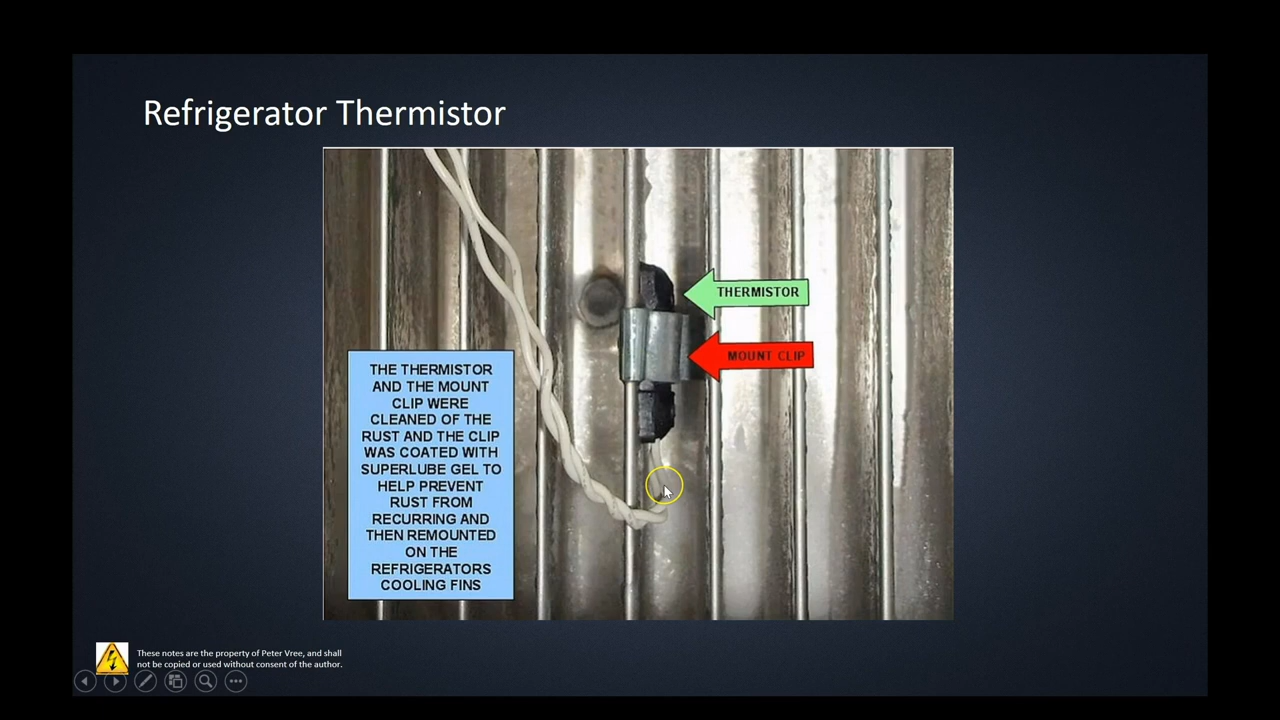 Refrigerator Thermistor
THERMISTOR
MOUNT CLIP
THE THERMISTOR
AND THE MOUNT
CLIP WERE
CLEANED OF THE
RUST AND THE CLIP
WAS COATED WITH
SUPERLUBE GEL TO
HELP PREVENT
RUST FROM
RECURRING AND
THEN REMOUNTED
ON THE
REFRIGERATORS
COOLING FINS
These notes are the property of Peter Vree, and shall
not be copied or used without consent of the author.